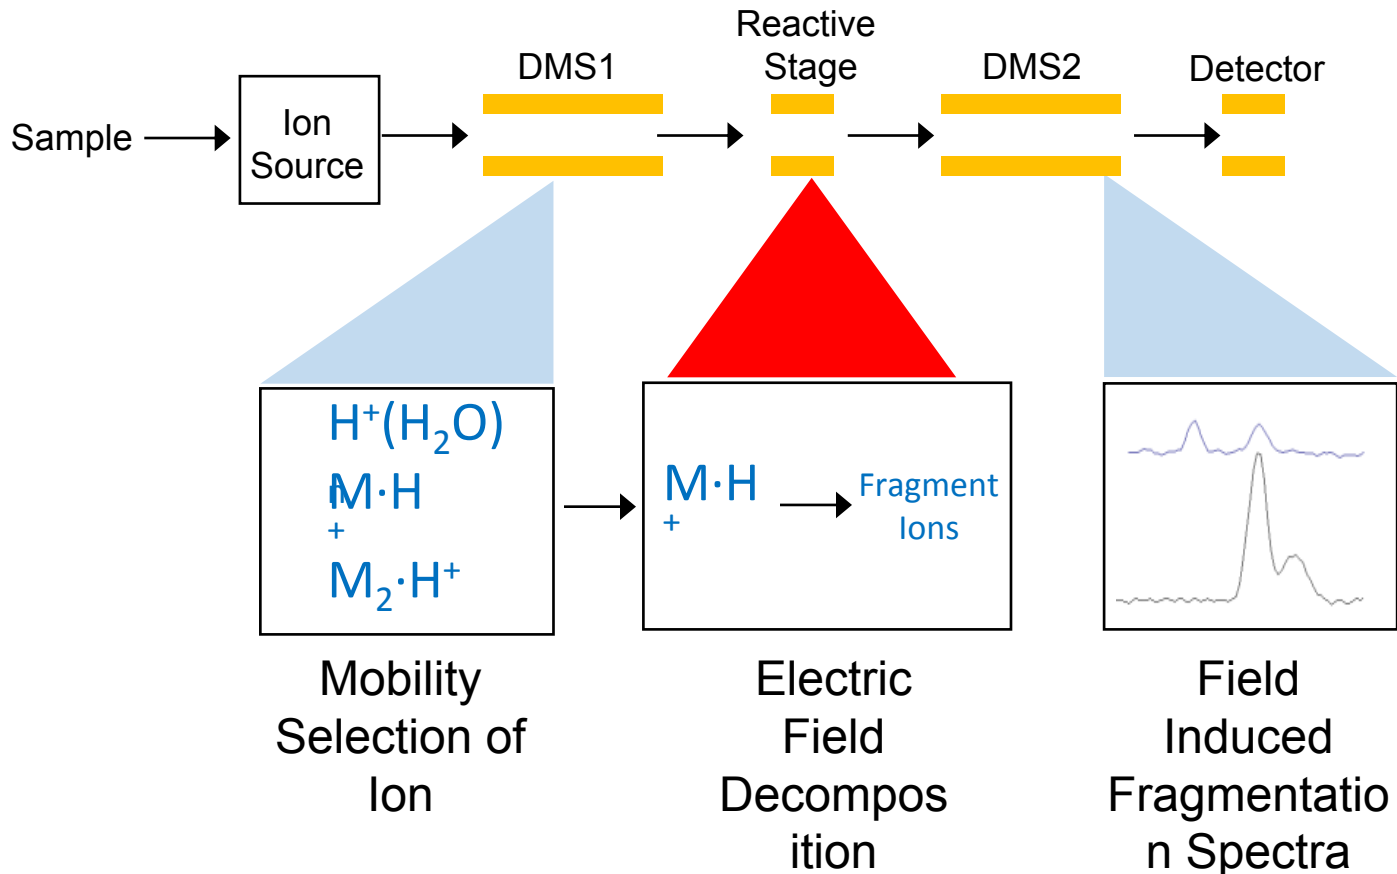 Reactive
Stage
DMS1
DMS2
Detector
Sample
Ion
Source
H⁺(H₂O)
n
M·H
+
M₂·H⁺
M·H
+
Fragment
Ions
Mobility
Selection of
Ion
Electric
Field
Decompos
ition
Field
Induced
Fragmentatio
n Spectra